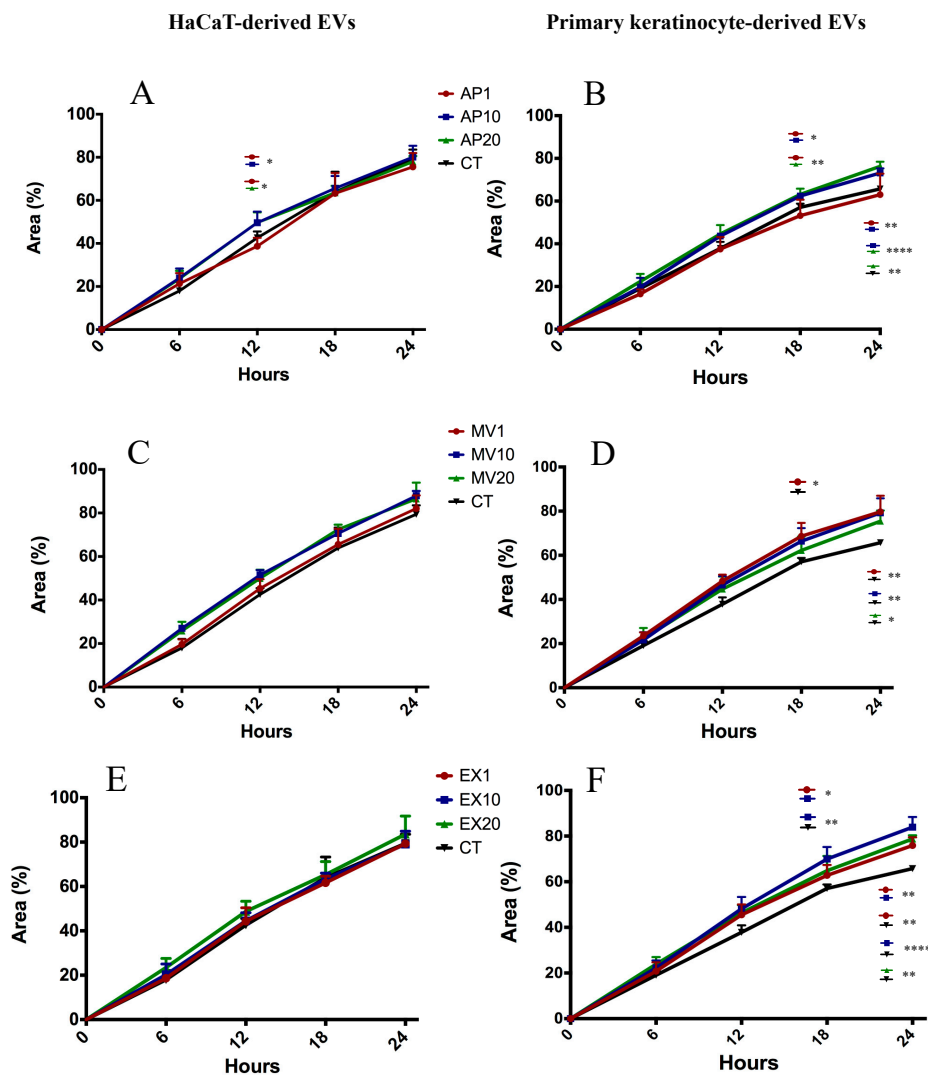 HaCaT-derived EVs
Primary keratinocyte-derived EVs
A
AP1
AP10
AP20
CT
100
80
60
40
20
0
Area (%)
*
*
0 6 12 18 24
Hours
B
100
80
60
40
20
0
Area (%)
*
**
**
****
**
0 6 12 18 24
Hours
C
MV1
MV10
MV20
CT
100
80
60
40
20
0
Area (%)
0 6 12 18 24
Hours
D
100
80
60
40
20
0
Area (%)
*
**
**
*
0 6 12 18 24
Hours
E
EX1
EX10
EX20
CT
100
80
60
40
20
0
Area (%)
0 6 12 18 24
Hours
F
100
80
60
40
20
0
Area (%)
*
**
**
**
****
**
0 6 12 18 24
Hours